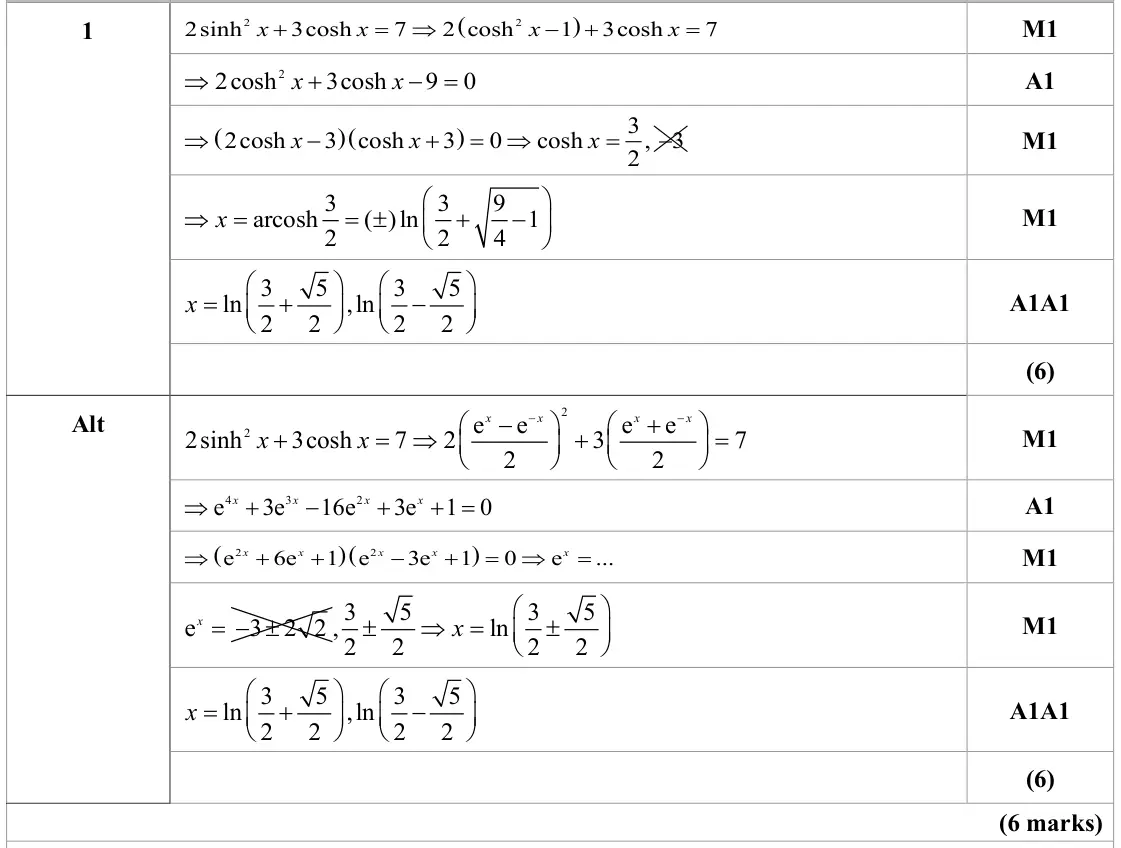 1 2sinh² x + 3cosh x = 7 ⇒ 2(cosh² x − 1) + 3cosh x = 7 M1
⇒ 2cosh² x + 3cosh x − 9 = 0 A1
⇒ (2cosh x − 3)(cosh x + 3) = 0 ⇒ cosh x = 3/2, −3 M1
⇒ x = arcosh 3/2 = (±) ln(3/2 + √(9/4 − 1)) M1
x = ln(3/2 + √5/2), ln(3/2 − √5/2) A1A1
(6)
Alt 2sinh² x + 3cosh x = 7 ⇒ 2((eˣ − e⁻ˣ)/2)² + 3((eˣ + e⁻ˣ)/2) = 7 M1
⇒ e⁴ˣ + 3e³ˣ − 16e²ˣ + 3eˣ + 1 = 0 A1
⇒ (e²ˣ + 6eˣ + 1)(e²ˣ − 3eˣ + 1) = 0 ⇒ eˣ = ... M1
eˣ = −3 ± 2√2, 3/2 ± √5/2 ⇒ x = ln(3/2 ± √5/2) M1
x = ln(3/2 + √5/2), ln(3/2 − √5/2) A1A1
(6)
(6 marks)